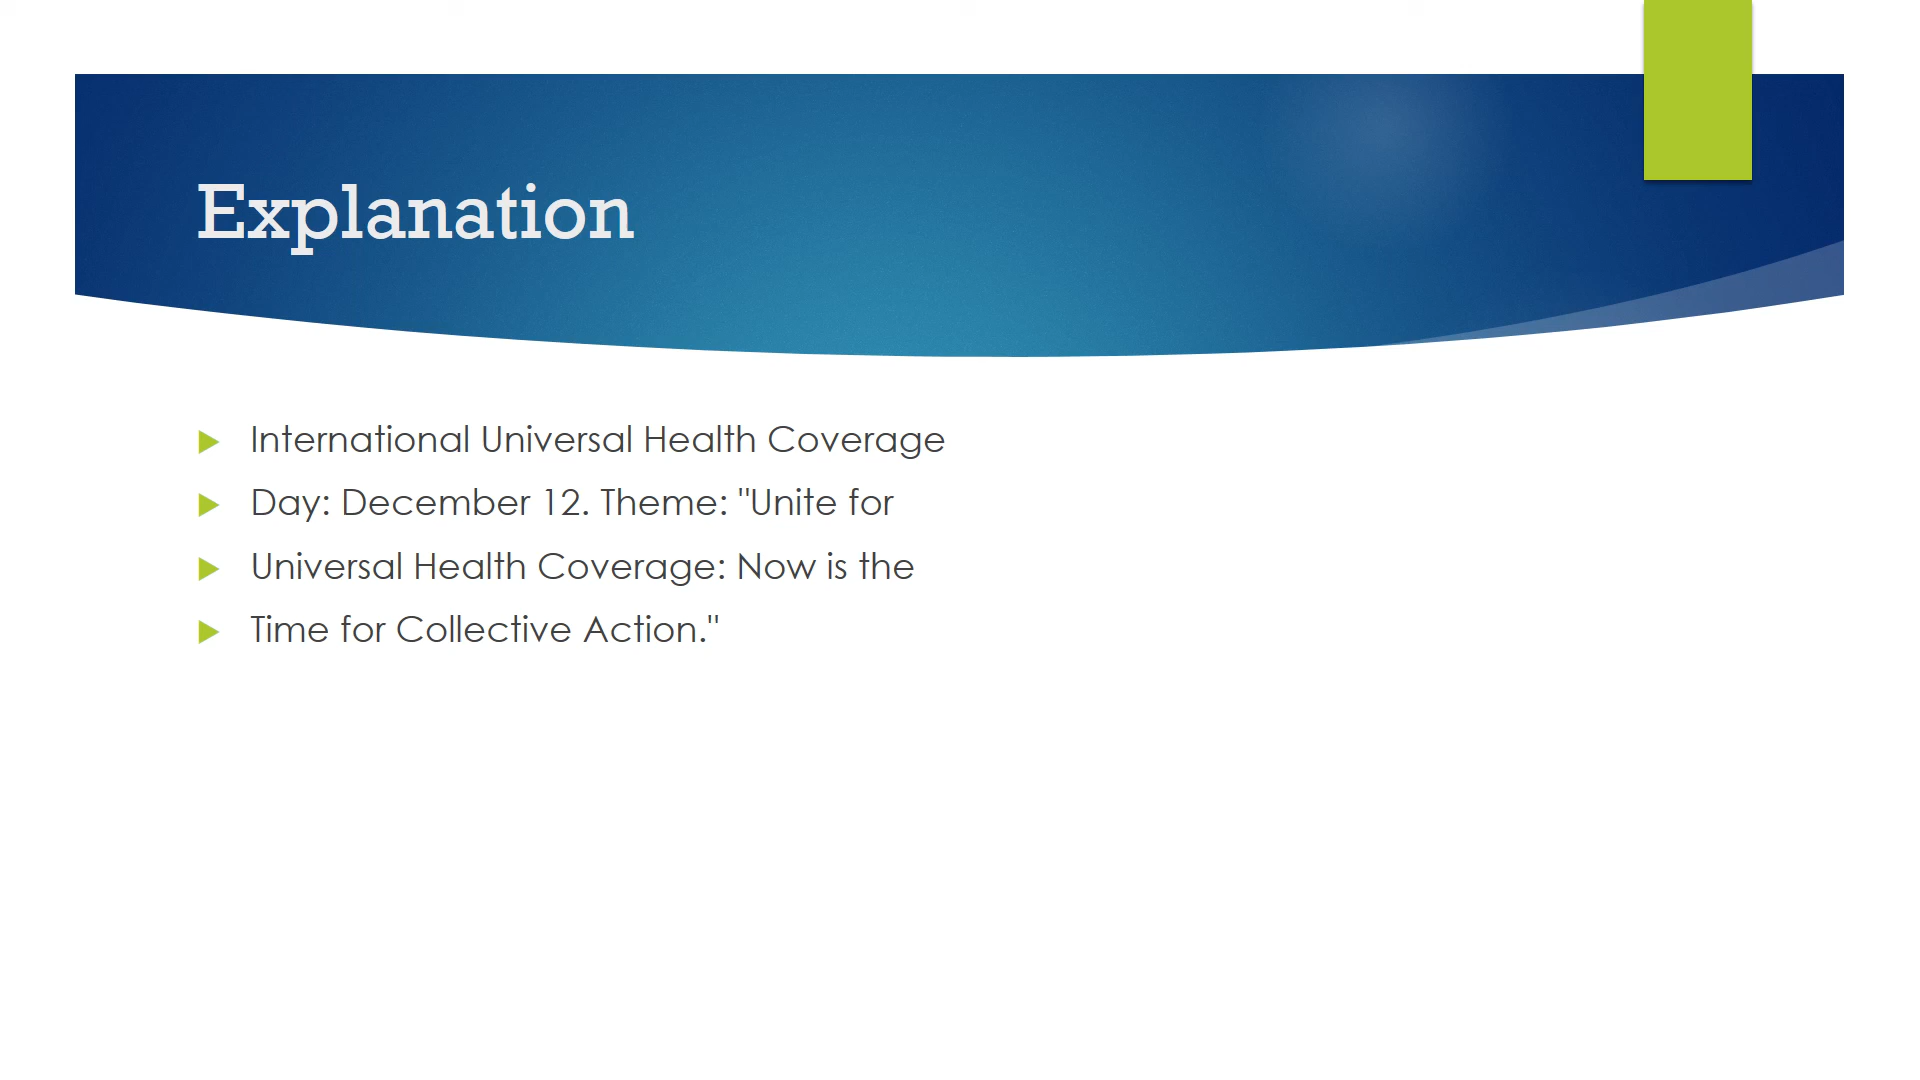 Explanation
International Universal Health Coverage
Day: December 12. Theme: "Unite for
Universal Health Coverage: Now is the
Time for Collective Action."